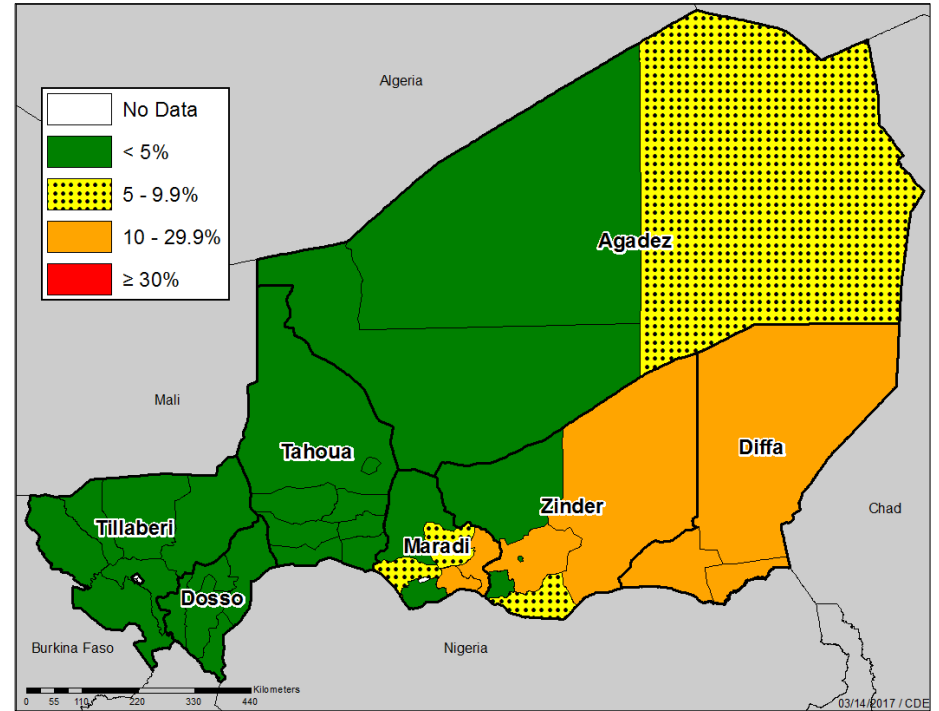 Algeria
No Data
< 5%
5 - 9.9%
10 - 29.9%
≥ 30%
Agadez
Mali
Tahoua
Diffa
Zinder
Chad
Tillaberi
Maradi
Dosso
Burkina Faso
Nigeria
Kilometers
0 55 110 220 330 440
03/14/2017 / CDE